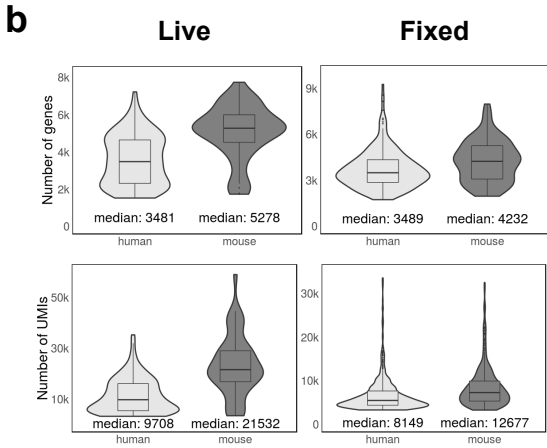 b
Live
Fixed
Number of genes
8k
6k
4k
2k
0
median: 3481
median: 5278
human
mouse
9k
6k
3k
0
median: 3489
median: 4232
human
mouse
Number of UMIs
50k
30k
10k
median: 9708
median: 21532
human
mouse
30k
20k
10k
0
median: 8149
median: 12677
human
mouse